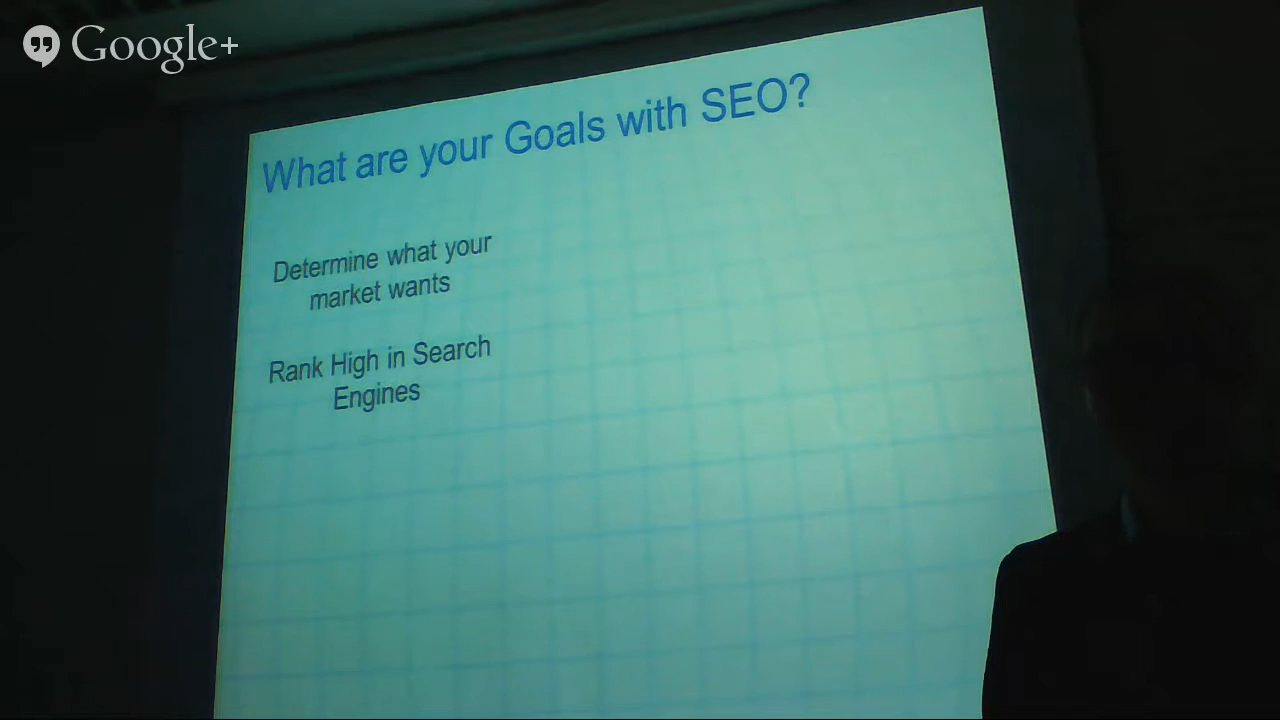 Google+
What are your Goals with SEO?
Determine what your
market wants
Rank High in Search
Engines